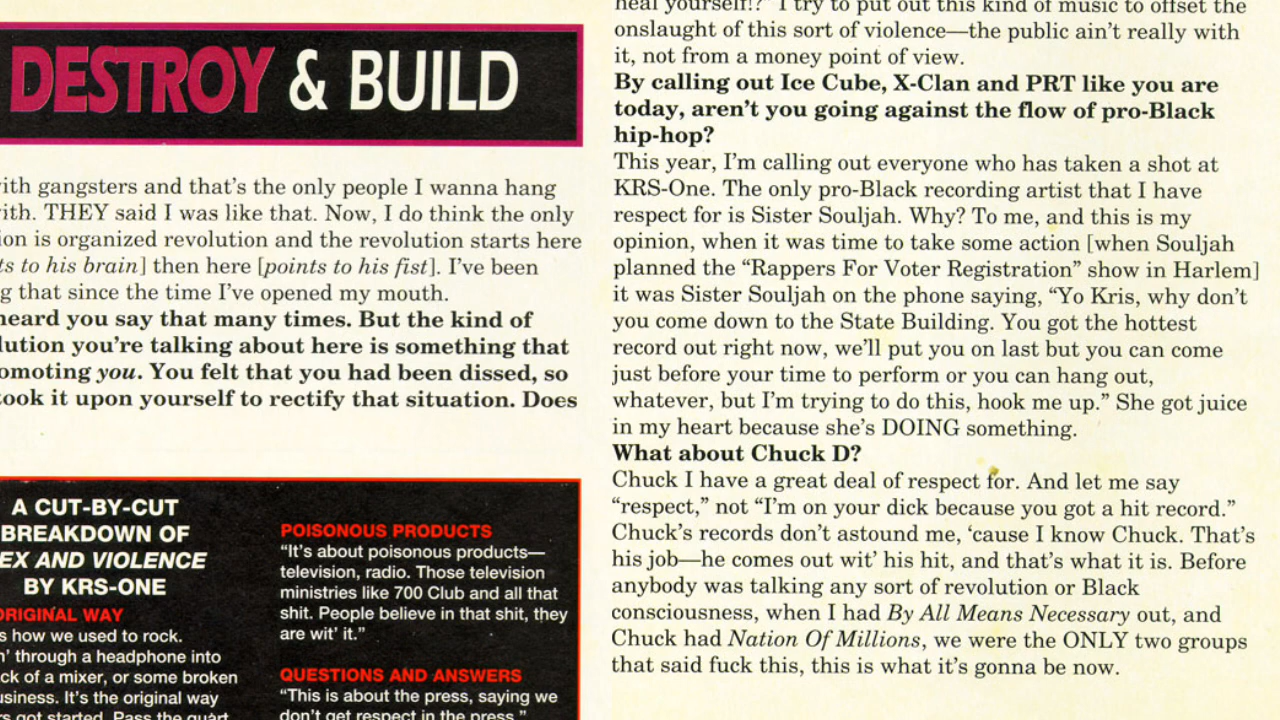 DESTROY & BUILD
ith gangsters and that's the only people I wanna hang
ith. THEY said I was like that. Now, I do think the only
ion is organized revolution and the revolution starts here
ts to his brain] then here [points to his fist]. I've been
g that since the time I've opened my mouth.
heard you say that many times. But the kind of
lution you're talking about here is something that
omoting you. You felt that you had been dissed, so
took it upon yourself to rectify that situation. Does
A CUT-BY-CUT
BREAKDOWN OF
EX AND VIOLENCE
BY KRS-ONE
ORIGINAL WAY
s how we used to rock.
n' through a headphone into
ck of a mixer, or some broken
usiness. It's the original way
rs got started. Pass the quart
POISONOUS PRODUCTS
“It's about poisonous products—
television, radio. Those television
ministries like 700 Club and all that
shit. People believe in that shit, they
are wit' it.”
QUESTIONS AND ANSWERS
“This is about the press, saying we
don't get respect in the press.”
heal yourself!?” I try to put out this kind of music to offset the
onslaught of this sort of violence—the public ain't really with
it, not from a money point of view.
By calling out Ice Cube, X-Clan and PRT like you are
today, aren't you going against the flow of pro-Black
hip-hop?
This year, I'm calling out everyone who has taken a shot at
KRS-One. The only pro-Black recording artist that I have
respect for is Sister Souljah. Why? To me, and this is my
opinion, when it was time to take some action [when Souljah
planned the “Rappers For Voter Registration” show in Harlem]
it was Sister Souljah on the phone saying, “Yo Kris, why don't
you come down to the State Building. You got the hottest
record out right now, we'll put you on last but you can come
just before your time to perform or you can hang out,
whatever, but I'm trying to do this, hook me up.” She got juice
in my heart because she's DOING something.
What about Chuck D?
Chuck I have a great deal of respect for. And let me say
“respect,” not “I'm on your dick because you got a hit record.”
Chuck's records don't astound me, ‘cause I know Chuck. That's
his job—he comes out wit' his hit, and that's what it is. Before
anybody was talking any sort of revolution or Black
consciousness, when I had By All Means Necessary out, and
Chuck had Nation Of Millions, we were the ONLY two groups
that said fuck this, this is what it's gonna be now.